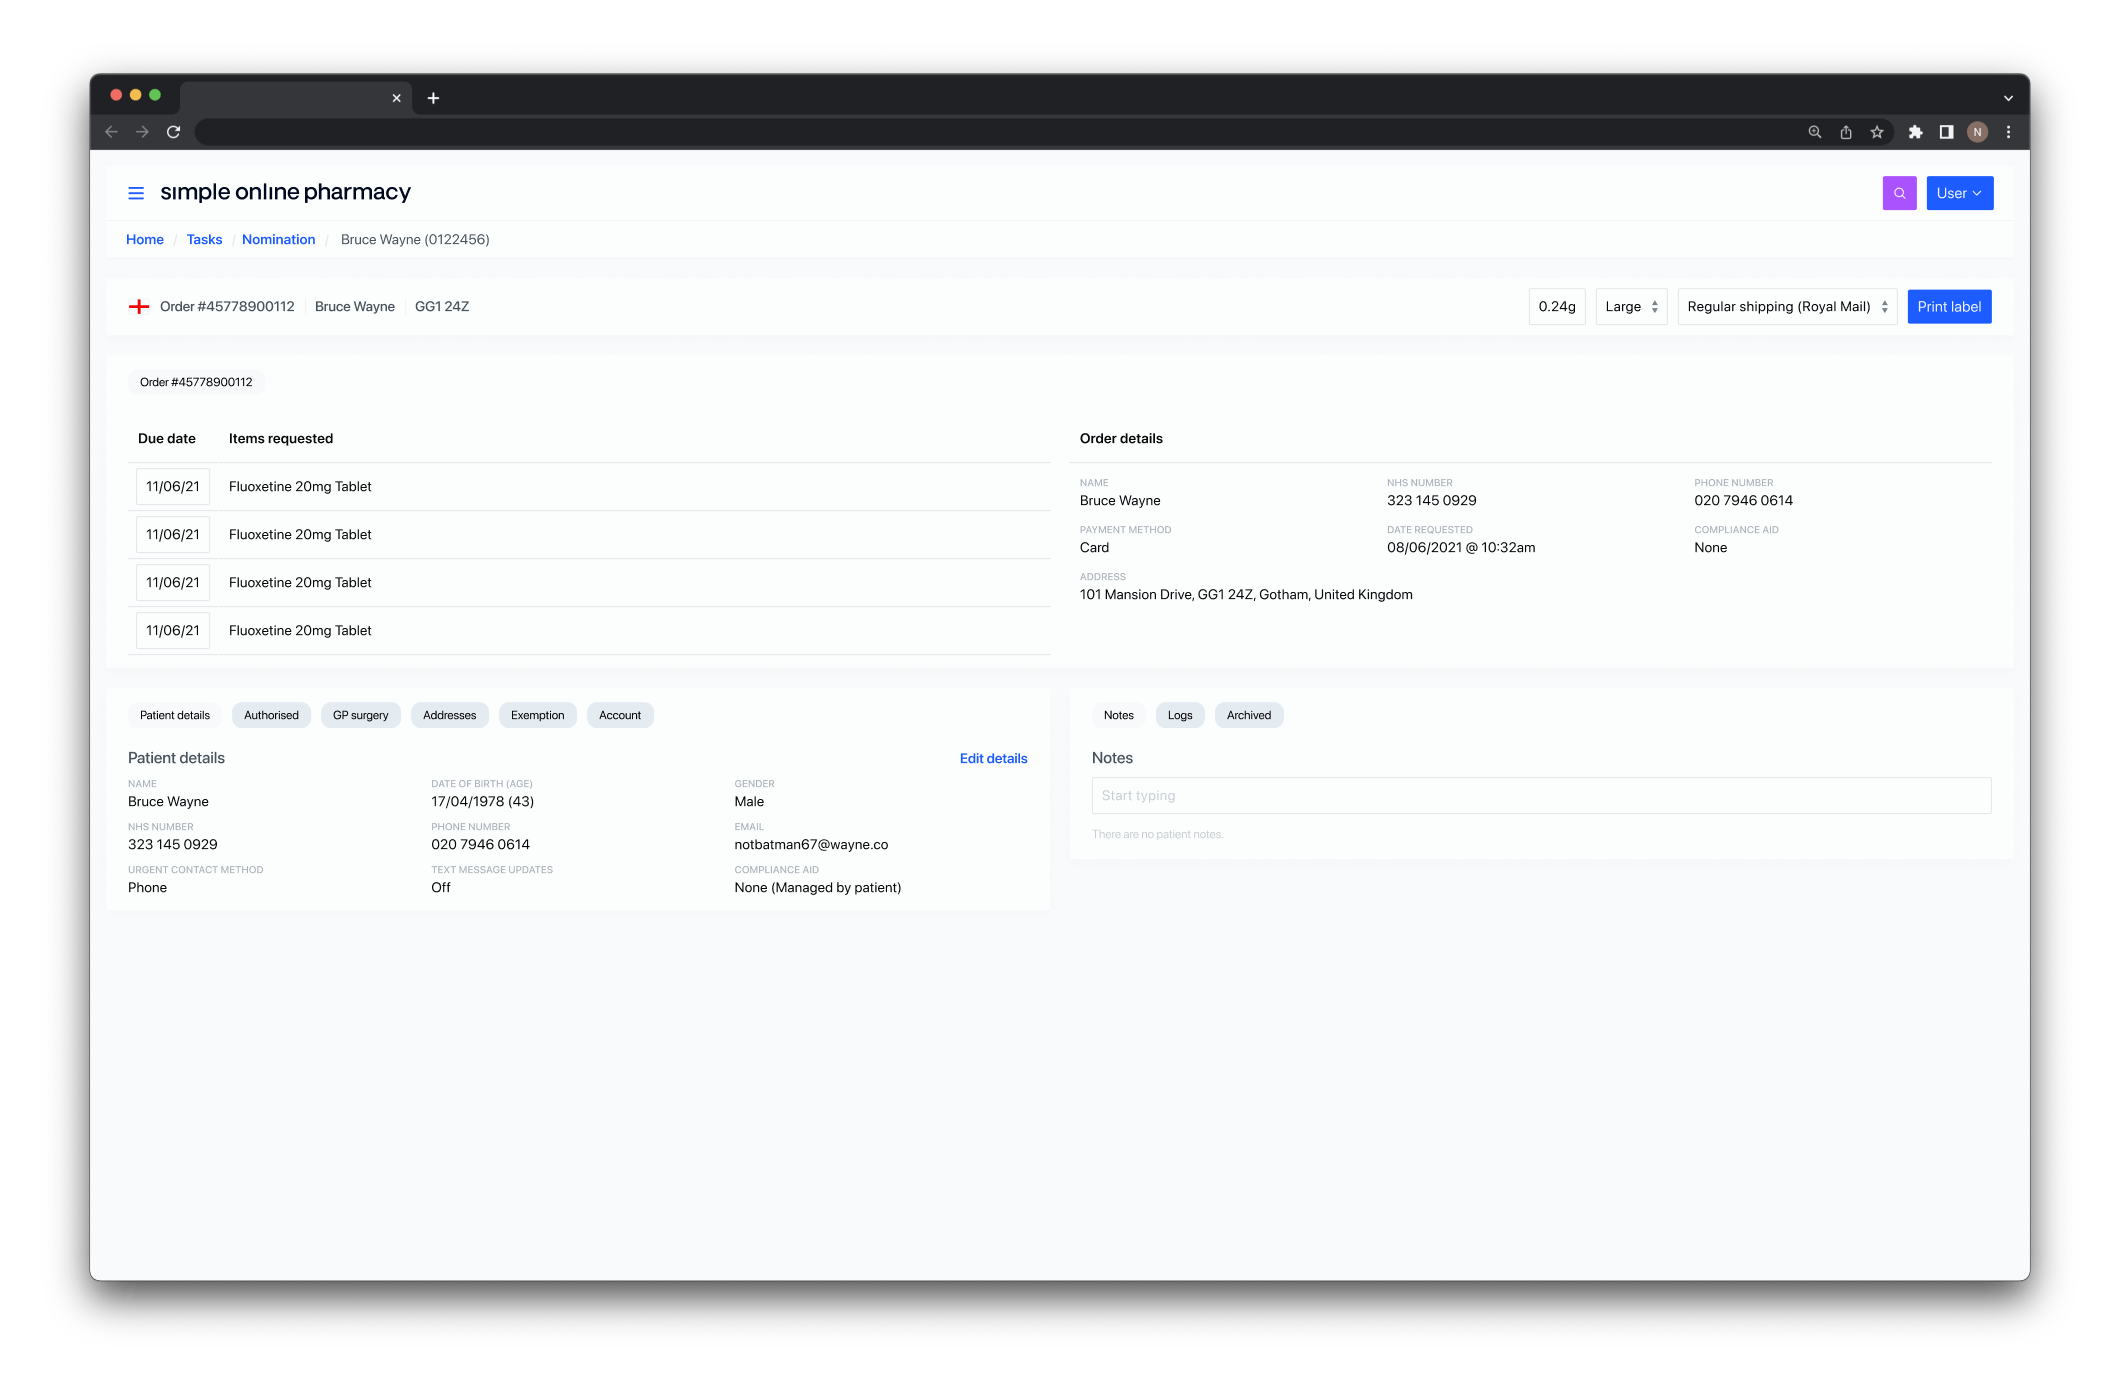 N
simple online pharmacy
User
Home / Tasks / Nomination / Bruce Wayne (0122456)
Order #45778900112 Bruce Wayne GG1 24Z 0.24g Large Regular shipping (Royal Mail) Print label
Order #45778900112
Due date Items requested
11/06/21 Fluoxetine 20mg Tablet
11/06/21 Fluoxetine 20mg Tablet
11/06/21 Fluoxetine 20mg Tablet
11/06/21 Fluoxetine 20mg Tablet
Order details
NAME NHS NUMBER PHONE NUMBER
Bruce Wayne 323 145 0929 020 7946 0614
PAYMENT METHOD DATE REQUESTED COMPLIANCE AID
Card 08/06/2021 @ 10:32am None
ADDRESS
101 Mansion Drive, GG1 24Z, Gotham, United Kingdom
Patient details Authorised GP surgery Addresses Exemption Account
Patient details Edit details
NAME DATE OF BIRTH (AGE) GENDER
Bruce Wayne 17/04/1978 (43) Male
NHS NUMBER PHONE NUMBER EMAIL
323 145 0929 020 7946 0614 notbatman67@wayne.co
URGENT CONTACT METHOD TEXT MESSAGE UPDATES COMPLIANCE AID
Phone Off None (Managed by patient)
Notes Logs Archived
Notes
Start typing
There are no patient notes.